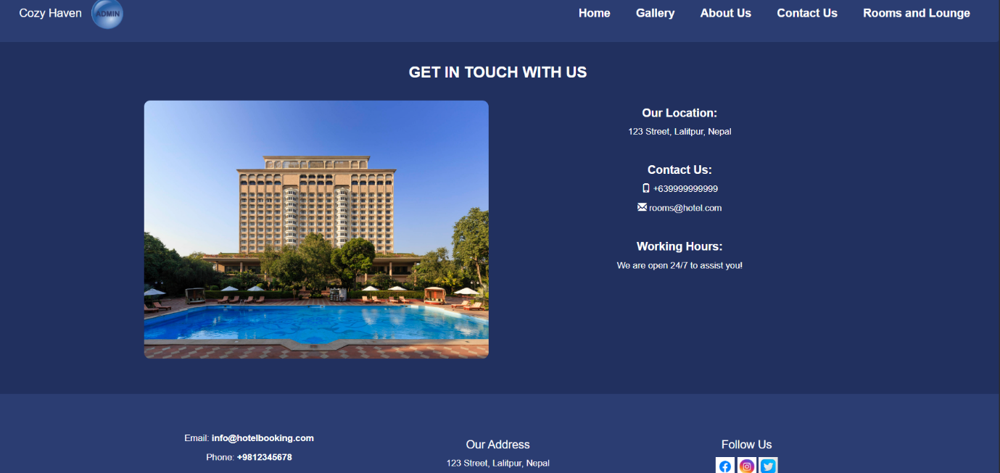 Cozy Haven ADMIN Home Gallery About Us Contact Us Rooms and Lounge
GET IN TOUCH WITH US
Our Location:
123 Street, Lalitpur, Nepal
Contact Us:
+639999999999
rooms@hotel.com
Working Hours:
We are open 24/7 to assist you!
Email: info@hotelbooking.com
Phone: +9812345678
Our Address
123 Street, Lalitpur, Nepal
Follow Us